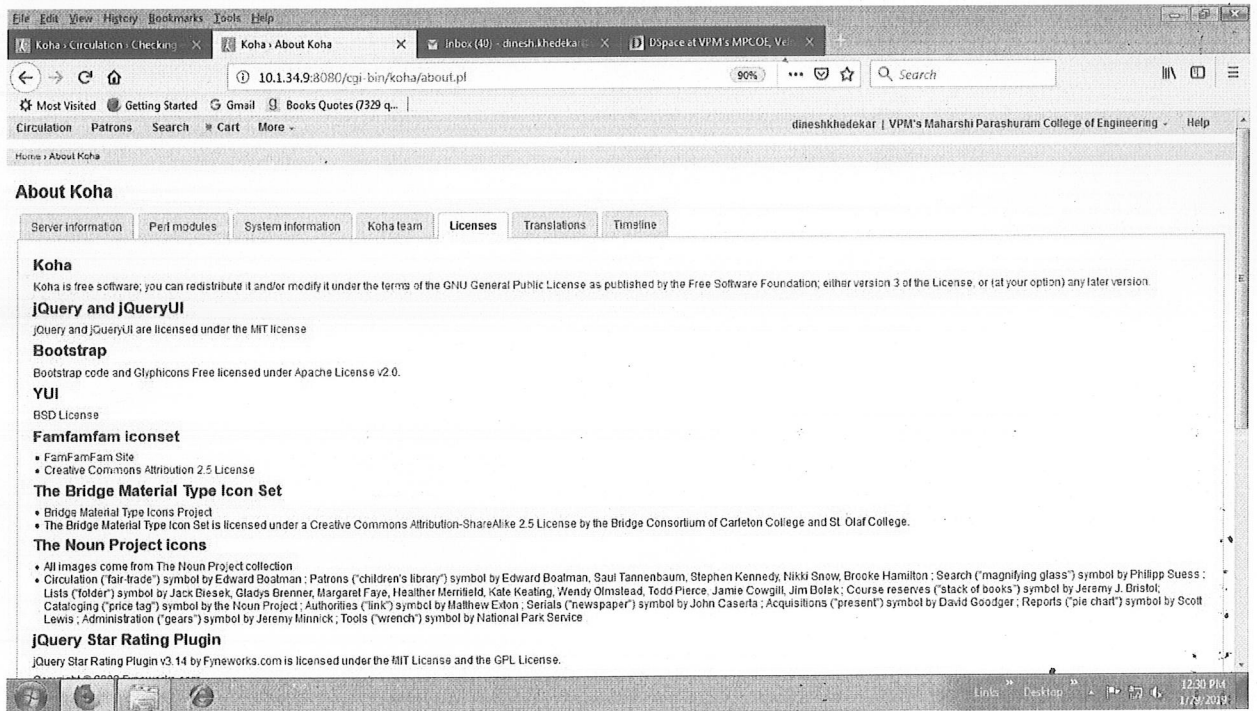 File Edit View History Bookmarks Tools Help
Koha › Circulation › Checking
Koha › About Koha
Inbox (40) - dinesh.khedekar
DSpace at VPM's MPCOE, Vel
10.1.34.9:8080/cgi-bin/koha/about.pl
90%
Search
Most Visited Getting Started Gmail Books Quotes (7329 q...
Circulation Patrons Search Cart More
dineshkhedekar | VPM's Maharshi Parashuram College of Engineering Help
Home › About Koha
About Koha
Server information Perl modules System information Koha team Licenses Translations Timeline
Koha
Koha is free software; you can redistribute it and/or modify it under the terms of the GNU General Public License as published by the Free Software Foundation; either version 3 of the License, or (at your option) any later version.
jQuery and jQueryUI
jQuery and jQueryUI are licensed under the MIT license
Bootstrap
Bootstrap code and Glyphicons Free licensed under Apache License v2.0.
YUI
BSD License
Famfamfam iconset
• FamFamFam Site
• Creative Commons Attribution 2.5 License
The Bridge Material Type Icon Set
• Bridge Material Type Icons Project
• The Bridge Material Type Icon Set is licensed under a Creative Commons Attribution-ShareAlike 2.5 License by the Bridge Consortium of Carleton College and St. Olaf College.
The Noun Project icons
• All images come from The Noun Project collection
• Circulation ("fair-trade") symbol by Edward Boatman ; Patrons ("children's library") symbol by Edward Boatman, Saul Tannenbaum, Stephen Kennedy, Nikki Snow, Brooke Hamilton ; Search ("magnifying glass") symbol by Philipp Suess ;
Lists ("folder") symbol by Jack Biesek, Gladys Brenner, Margaret Faye, Healther Merrifield, Kate Keating, Wendy Olmstead, Todd Pierce, Jamie Cowgill, Jim Bolek ; Course reserves ("stack of books") symbol by Jeremy J. Bristol;
Cataloging ("price tag") symbol by the Noun Project ; Authorities ("link") symbol by Matthew Exton ; Serials ("newspaper") symbol by John Caserta ; Acquisitions ("present") symbol by David Goodger ; Reports ("pie chart") symbol by Scott
Lewis ; Administration ("gears") symbol by Jeremy Minnick ; Tools ("wrench") symbol by National Park Service
jQuery Star Rating Plugin
jQuery Star Rating Plugin v3.14 by Fyneworks.com is licensed under the MIT License and the GPL License.
Links Desktop
12:30 PM
1/29/2019